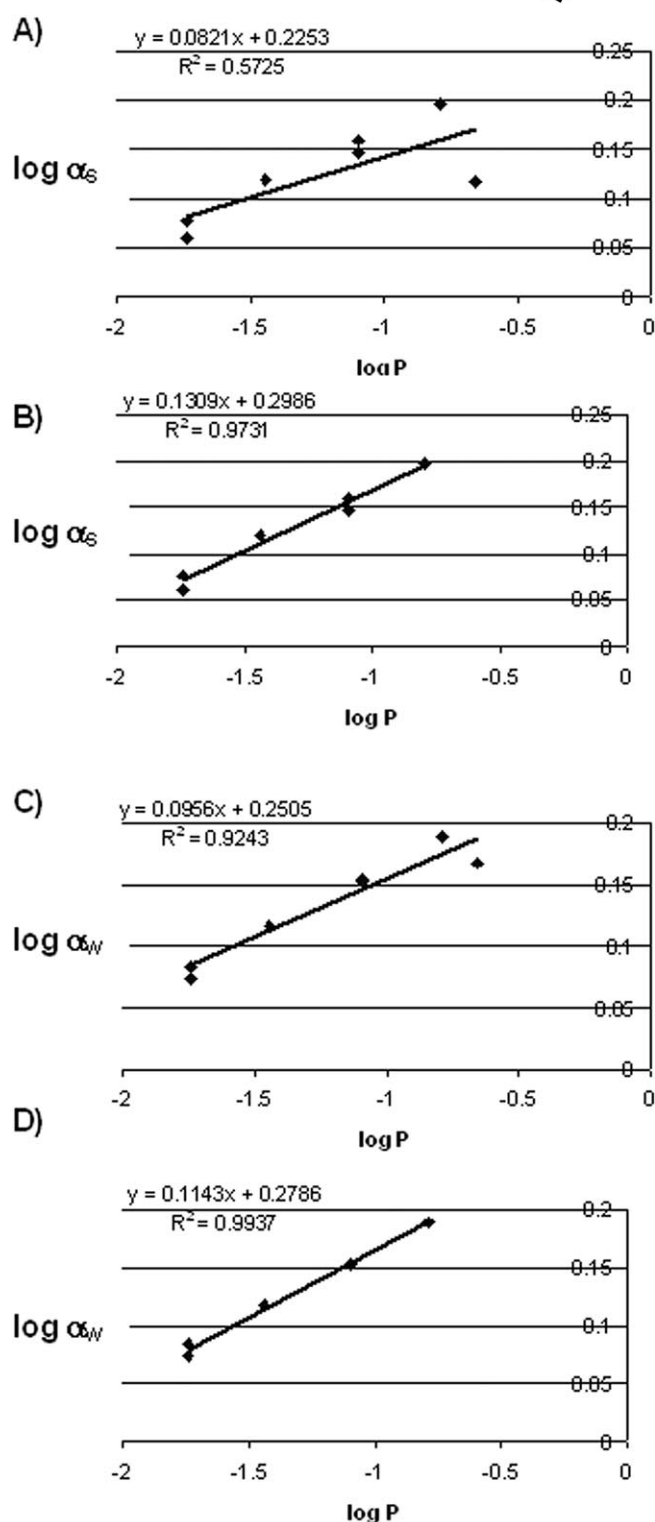 A)
y = 0.0821x + 0.2253
R² = 0.5725
0.25
0.2
0.15
0.1
0.05
0
log αS
-2 -1.5 -1 -0.5 0
log P
B)
y = 0.1309x + 0.2986
R² = 0.9731
0.25
0.2
0.15
0.1
0.05
0
log αS
-2 -1.5 -1 -0.5 0
log P
C)
y = 0.0956x + 0.2505
R² = 0.9243
0.2
0.15
0.1
0.05
0
log αW
-2 -1.5 -1 -0.5 0
log P
D)
y = 0.1143x + 0.2786
R² = 0.9937
0.2
0.15
0.1
0.05
0
log αW
-2 -1.5 -1 -0.5 0
log P